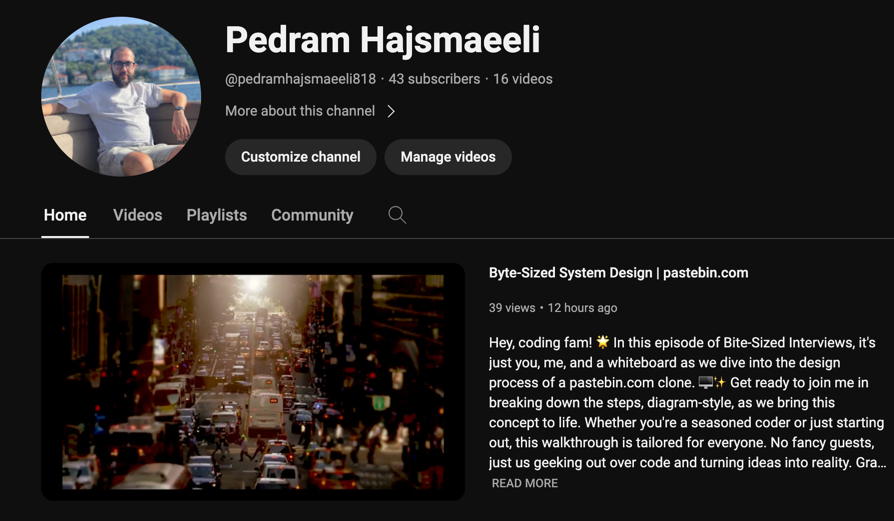 Pedram Hajsmaeeli
@pedramhajsmaeeli818 · 43 subscribers · 16 videos
More about this channel
Customize channel
Manage videos
Home
Videos
Playlists
Community
Byte-Sized System Design | pastebin.com
39 views • 12 hours ago
Hey, coding fam! 🌟 In this episode of Bite-Sized Interviews, it's
just you, me, and a whiteboard as we dive into the design
process of a pastebin.com clone. 🖥️✨ Get ready to join me in
breaking down the steps, diagram-style, as we bring this
concept to life. Whether you're a seasoned coder or just starting
out, this walkthrough is tailored for everyone. No fancy guests,
just us geeking out over code and turning ideas into reality. Gra...
READ MORE